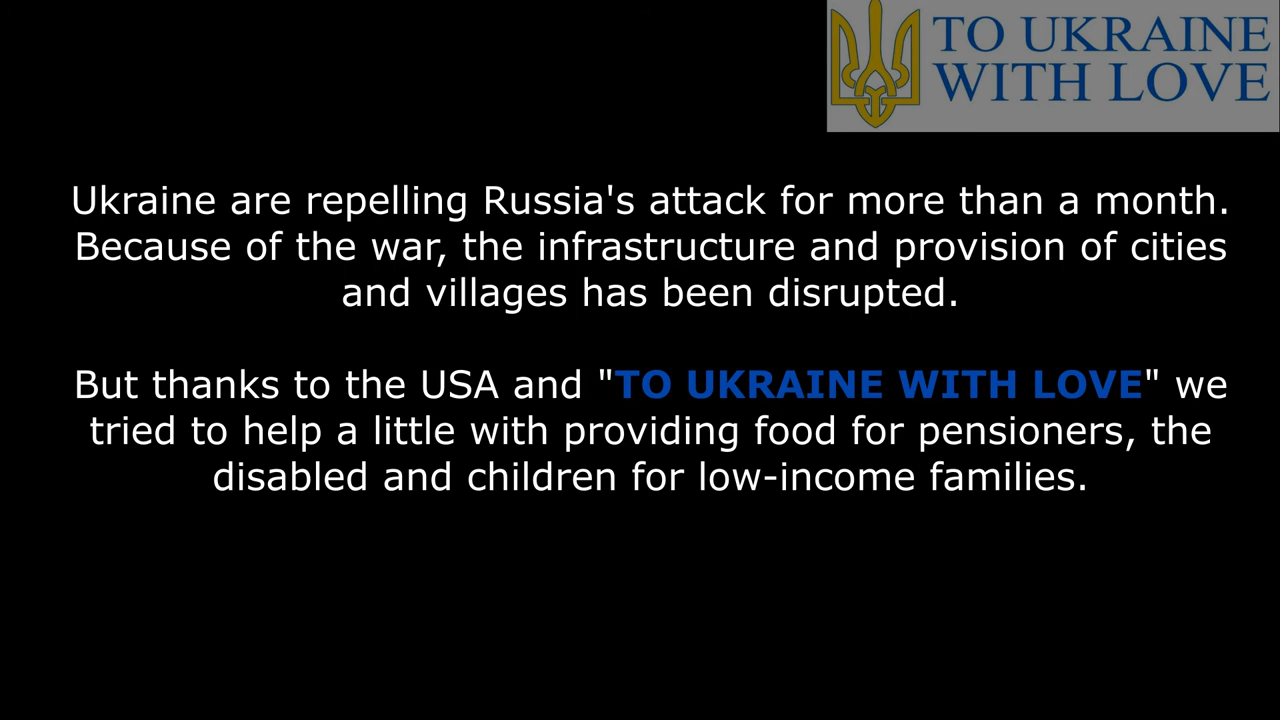 TO UKRAINE
WITH LOVE
Ukraine are repelling Russia's attack for more than a month.
Because of the war, the infrastructure and provision of cities
and villages has been disrupted.
But thanks to the USA and "TO UKRAINE WITH LOVE" we
tried to help a little with providing food for pensioners, the
disabled and children for low-income families.